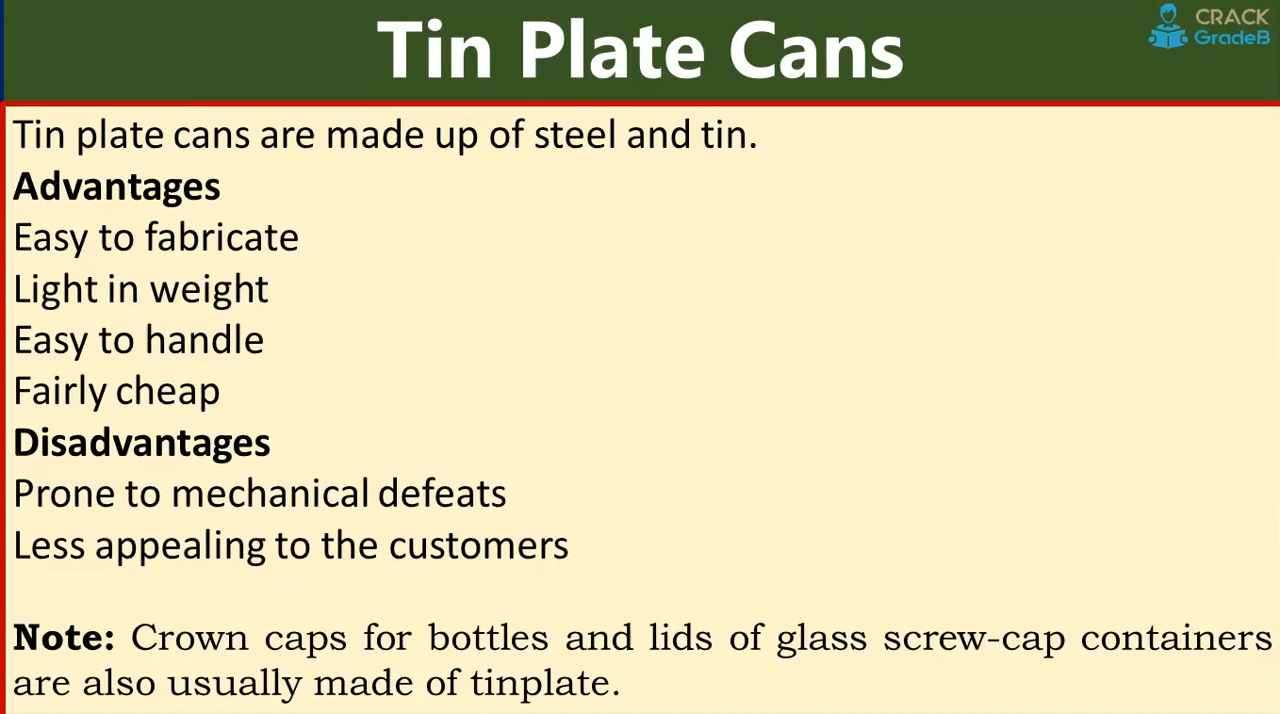 Tin Plate Cans
CRACK
GradeB
Tin plate cans are made up of steel and tin.
Advantages
Easy to fabricate
Light in weight
Easy to handle
Fairly cheap
Disadvantages
Prone to mechanical defeats
Less appealing to the customers
Note: Crown caps for bottles and lids of glass screw-cap containers
are also usually made of tinplate.